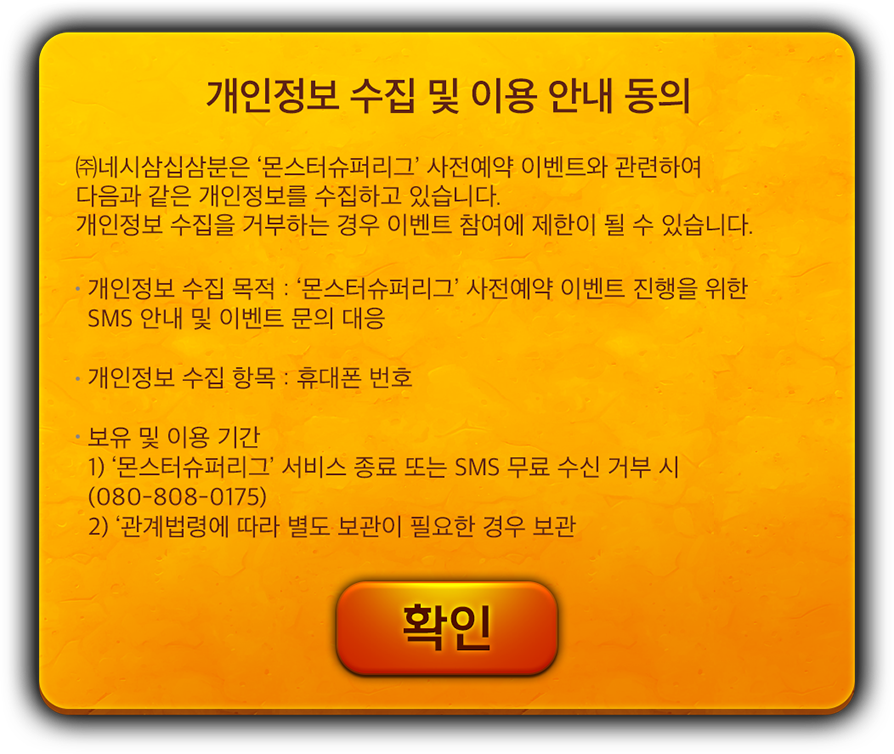 개인정보 수집 및 이용 안내 동의
㈜네시삼십삼분은 ‘몬스터슈퍼리그’ 사전예약 이벤트와 관련하여
다음과 같은 개인정보를 수집하고 있습니다.
개인정보 수집을 거부하는 경우 이벤트 참여에 제한이 될 수 있습니다.
· 개인정보 수집 목적 : ‘몬스터슈퍼리그’ 사전예약 이벤트 진행을 위한
SMS 안내 및 이벤트 문의 대응
· 개인정보 수집 항목 : 휴대폰 번호
· 보유 및 이용 기간
1) ‘몬스터슈퍼리그’ 서비스 종료 또는 SMS 무료 수신 거부 시
(080-808-0175)
2) ‘관계법령에 따라 별도 보관이 필요한 경우 보관
확인